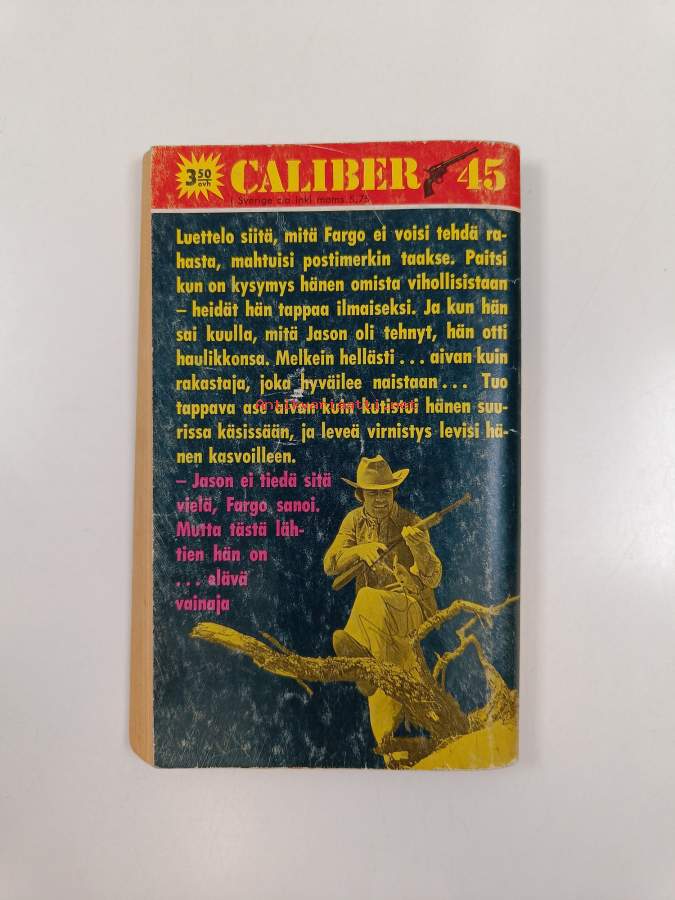 3 50
ovh
CALIBER 45
I Sverige c:a Inkl moms 5.75
Luettelo siitä, mitä Fargo ei voisi tehdä ra-
hasta, mahtuisi postimerkin taakse. Paitsi
kun on kysymys hänen omista vihollisistaan
– heidät hän tappaa ilmaiseksi. Ja kun hän
sai kuulla, mitä Jason oli tehnyt, hän otti
haulikkonsa. Melkein hellästi . . . aivan kuin
rakastaja, joka hyväilee naistaan . . . Tuo
tappava ase aivan kuin kutistui hänen suu-
rissa käsissään, ja leveä virnistys levisi hä-
nen kasvoilleen.
– Jason ei tiedä sitä
vielä, Fargo sanoi.
Mutta tästä läh-
tien hän on
. . . elävä
vainaja